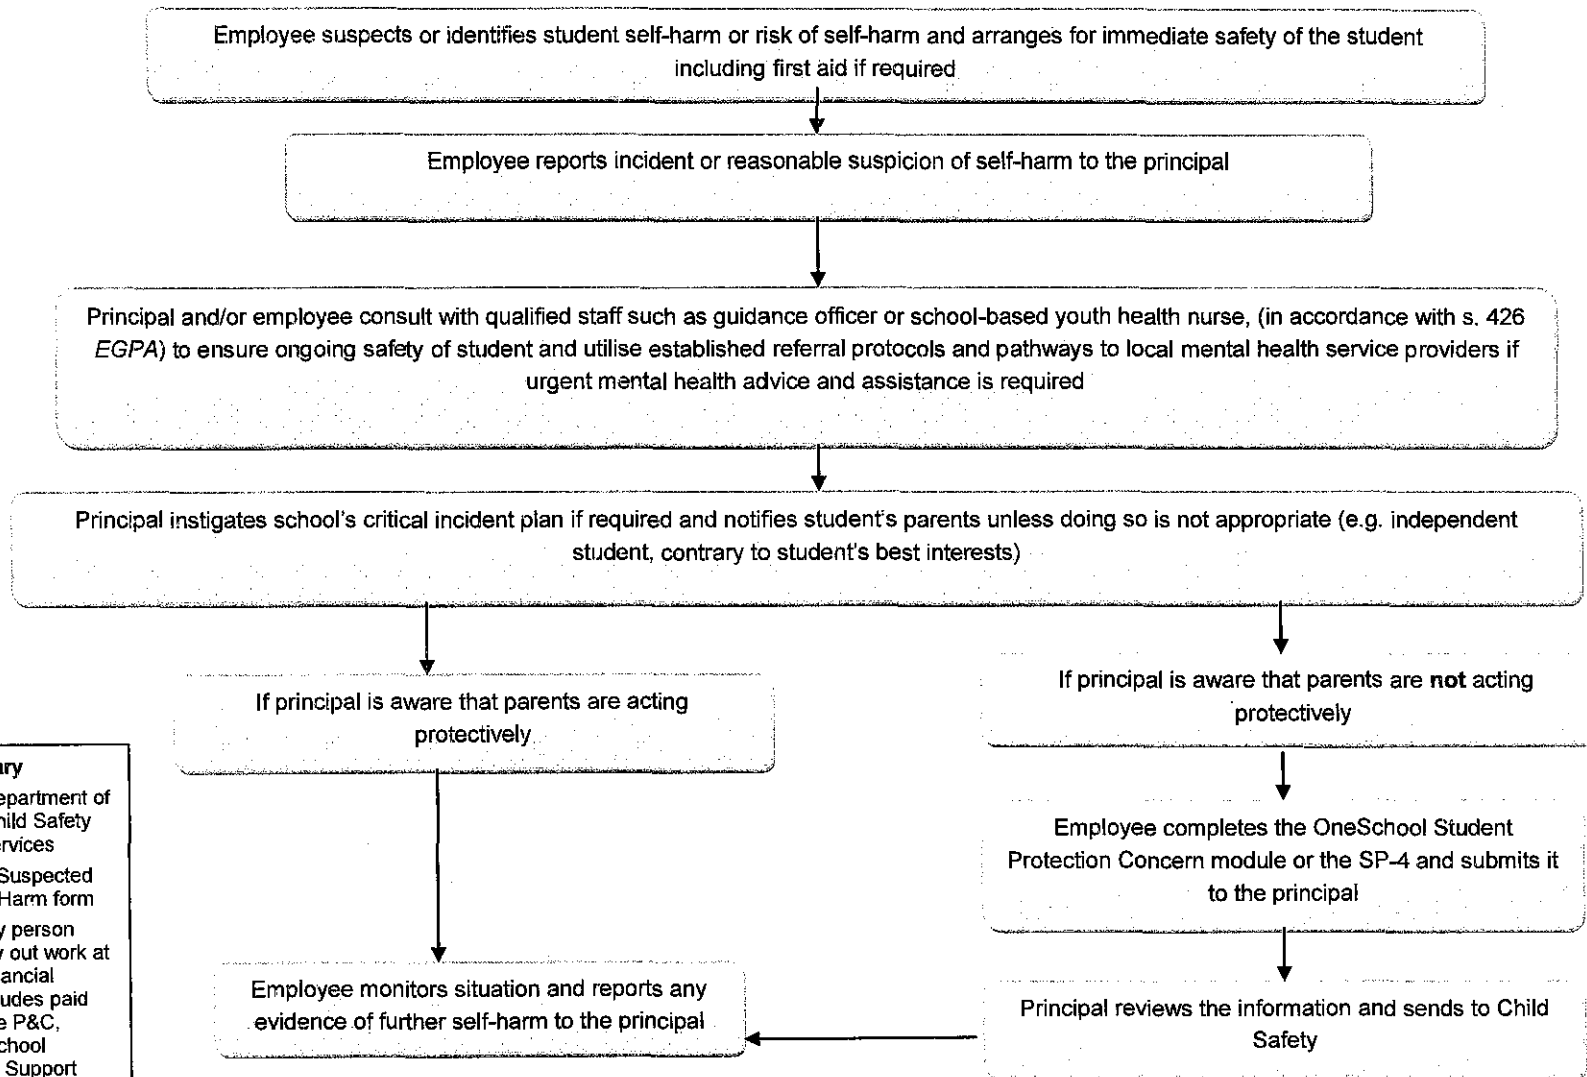 Employee suspects or identifies student self-harm or risk of self-harm and arranges for immediate safety of the student
including first aid if required
Employee reports incident or reasonable suspicion of self-harm to the principal
Principal and/or employee consult with qualified staff such as guidance officer or school-based youth health nurse, (in accordance with s. 426
EGPA) to ensure ongoing safety of student and utilise established referral protocols and pathways to local mental health service providers if
urgent mental health advice and assistance is required
Principal instigates school's critical incident plan if required and notifies student's parents unless doing so is not appropriate (e.g. independent
student, contrary to student's best interests)
If principal is aware that parents are acting
protectively
If principal is aware that parents are not acting
protectively
Employee completes the OneSchool Student
Protection Concern module or the SP-4 and submits it
to the principal
Employee monitors situation and reports any
evidence of further self-harm to the principal
Principal reviews the information and sends to Child
Safety
ry
epartment of
hild Safety
rvices
Suspected
Harm form
y person
y out work at
ancial
udes paid
e P&C,
chool
Support